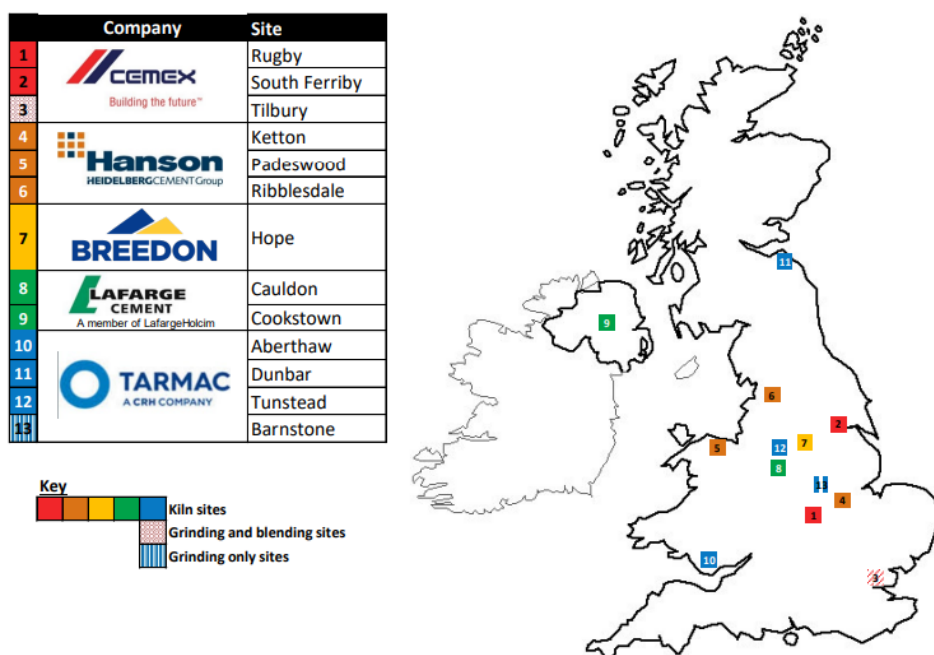 Company Site
1 Rugby
2 South Ferriby
3 Tilbury
CEMEX
Building the future™
4 Ketton
5 Padeswood
6 Ribblesdale
Hanson
HEIDELBERGCEMENT Group
7 Hope
BREEDON
8 Cauldon
9 Cookstown
LAFARGE
CEMENT
A member of LafargeHolcim
10 Aberthaw
11 Dunbar
12 Tunstead
13 Barnstone
TARMAC
A CRH COMPANY
Key
Kiln sites
Grinding and blending sites
Grinding only sites
11
9
6
2
7
12
5
8
13
4
1
10
3